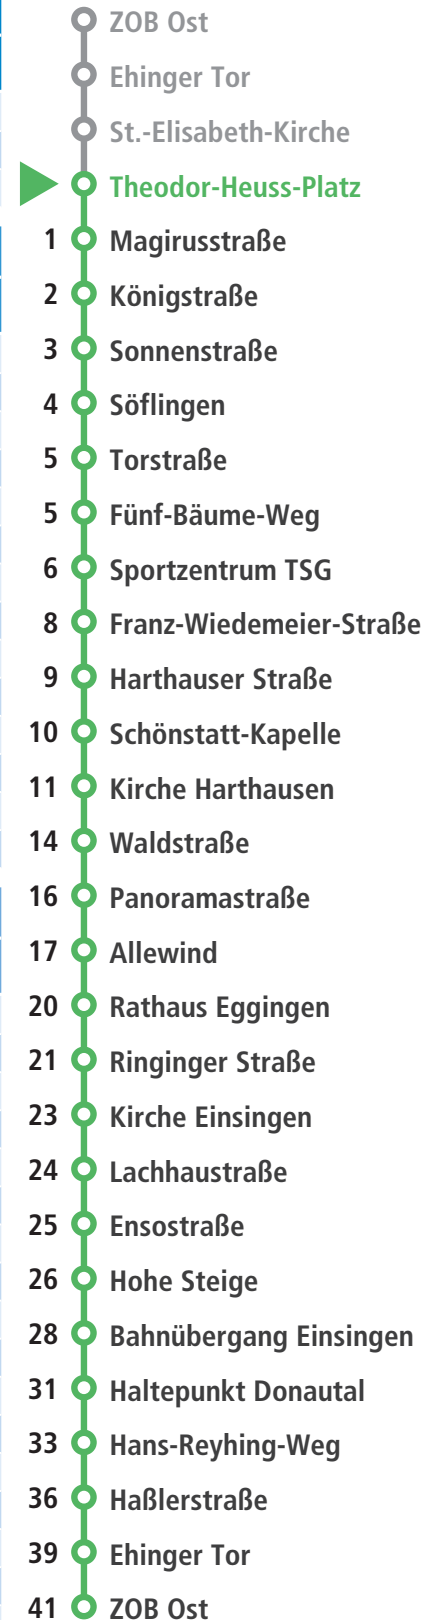 ZOB Ost
Ehinger Tor
St.-Elisabeth-Kirche
Theodor-Heuss-Platz
1 Magirusstraße
2 Königstraße
3 Sonnenstraße
4 Söflingen
5 Torstraße
5 Fünf-Bäume-Weg
6 Sportzentrum TSG
8 Franz-Wiedemeier-Straße
9 Harthauser Straße
10 Schönstatt-Kapelle
11 Kirche Harthausen
14 Waldstraße
16 Panoramastraße
17 Allewind
20 Rathaus Eggingen
21 Ringinger Straße
23 Kirche Einsingen
24 Lachhaustraße
25 Ensostraße
26 Hohe Steige
28 Bahnübergang Einsingen
31 Haltepunkt Donautal
33 Hans-Reyhing-Weg
36 Haßlerstraße
39 Ehinger Tor
41 ZOB Ost